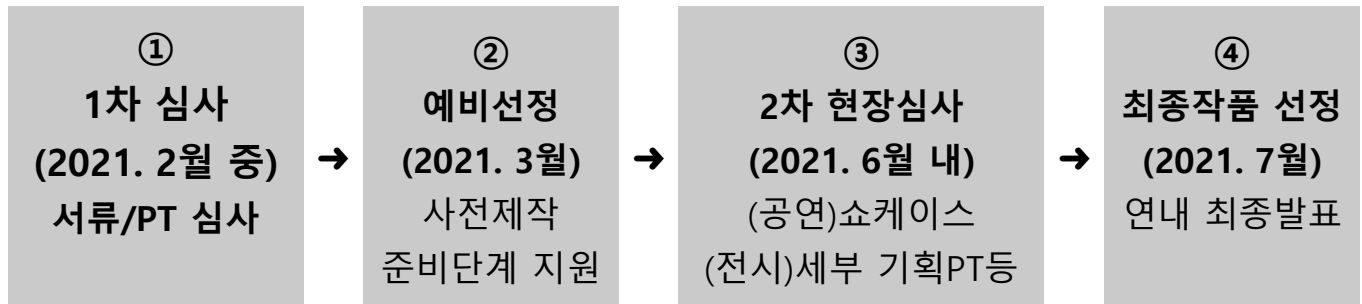 ①
1차 심사
(2021. 2월 중)
서류/PT 심사
➜
②
예비선정
(2021. 3월)
사전제작
준비단계 지원
➜
③
2차 현장심사
(2021. 6월 내)
(공연)쇼케이스
(전시)세부 기획PT등
➜
④
최종작품 선정
(2021. 7월)
연내 최종발표